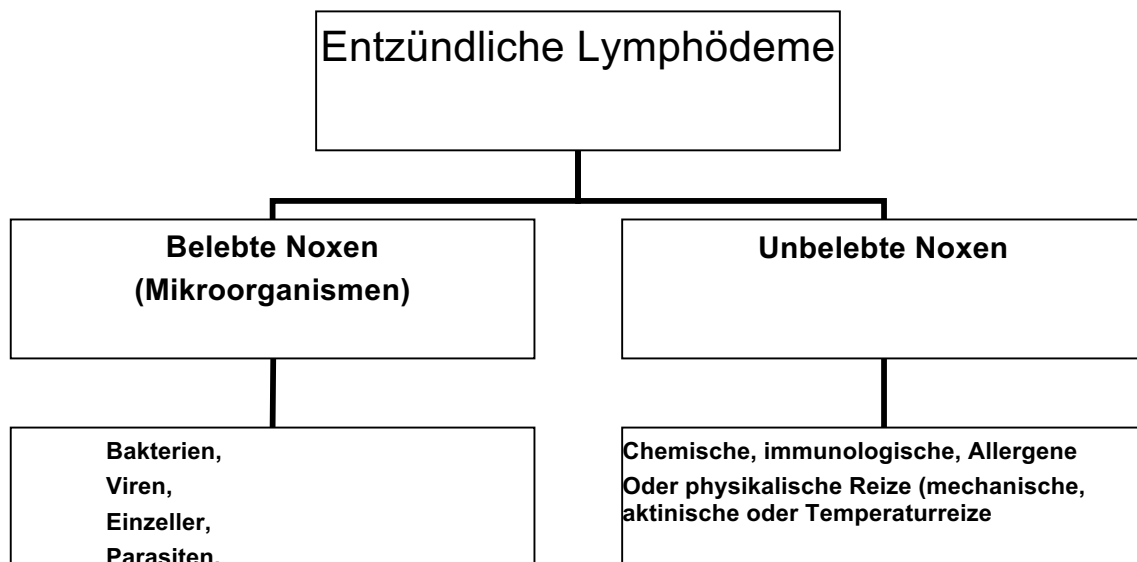 Entzündliche Lymphödeme
Belebte Noxen
(Mikroorganismen)
Unbelebte Noxen
Bakterien,
Viren,
Einzeller,
Parasiten,
Chemische, immunologische, Allergene
Oder physikalische Reize (mechanische,
aktinische oder Temperaturreize